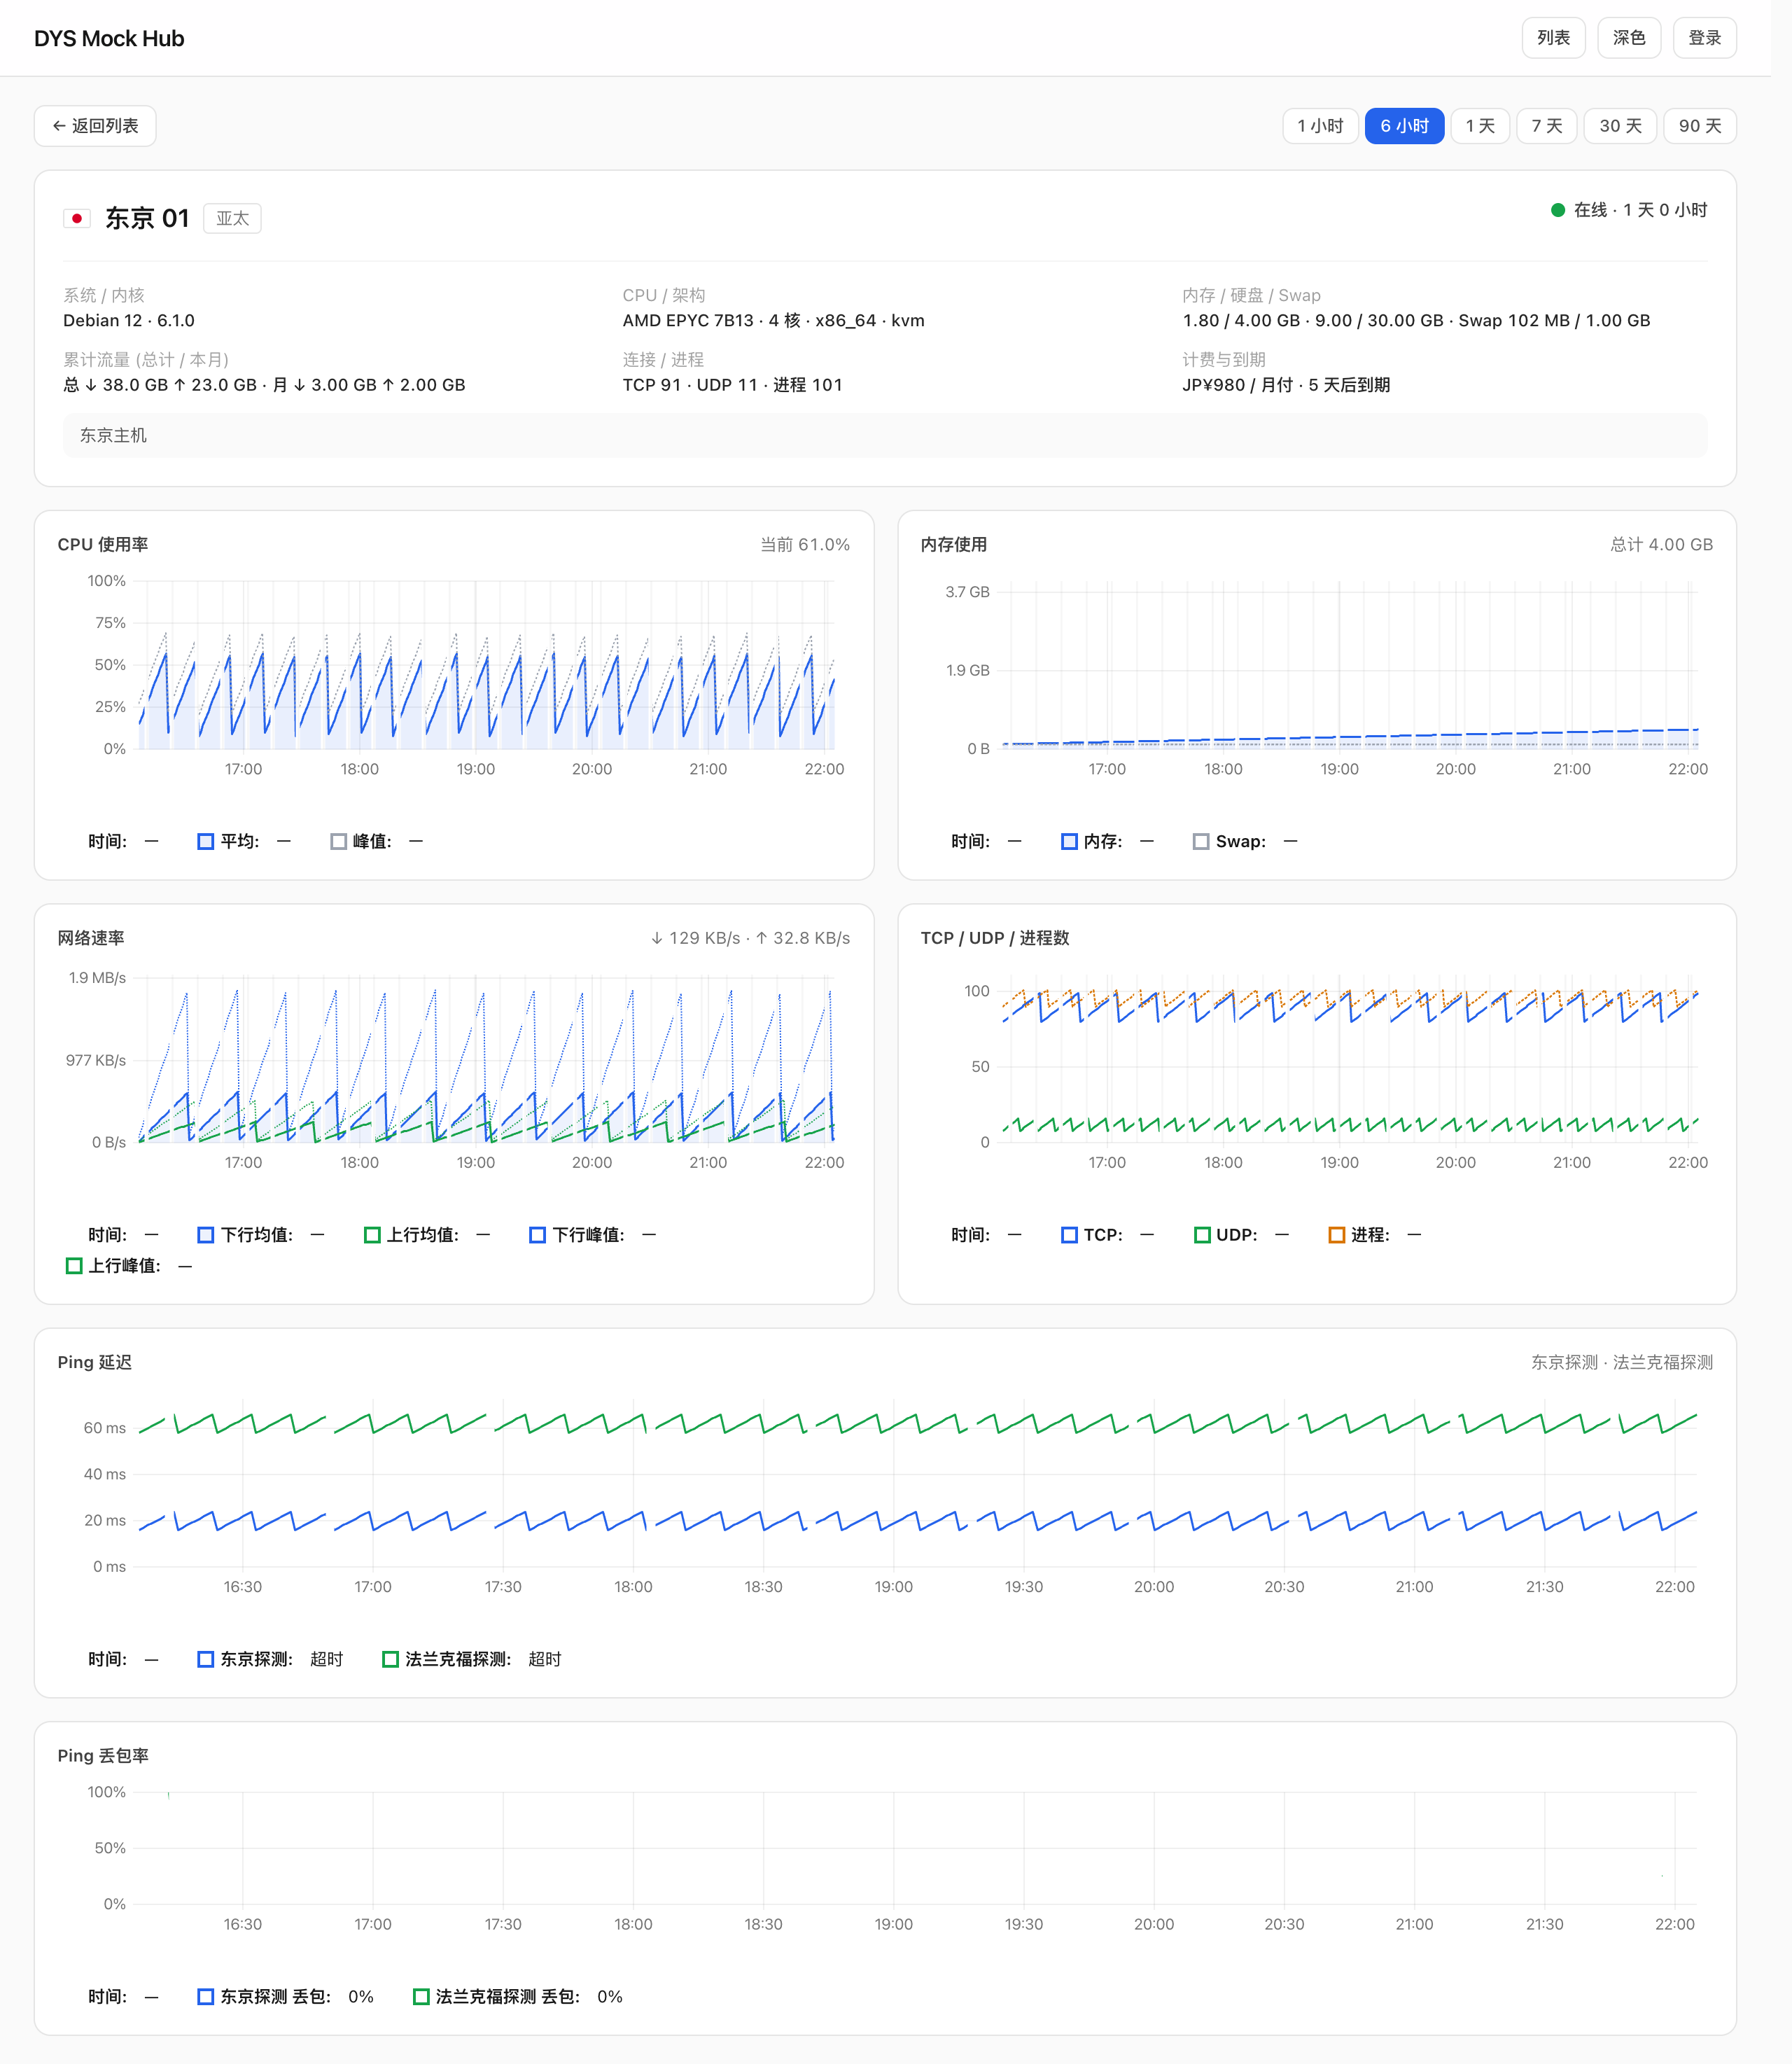 DYS Mock Hub
列表 深色 登录
← 返回列表
1 小时 6 小时 1 天 7 天 30 天 90 天
东京 01 亚太
在线 · 1 天 0 小时
系统 / 内核
Debian 12 · 6.1.0
CPU / 架构
AMD EPYC 7B13 · 4 核 · x86_64 · kvm
内存 / 硬盘 / Swap
1.80 / 4.00 GB · 9.00 / 30.00 GB · Swap 102 MB / 1.00 GB
累计流量 (总计 / 本月)
总 ↓ 38.0 GB ↑ 23.0 GB · 月 ↓ 3.00 GB ↑ 2.00 GB
连接 / 进程
TCP 91 · UDP 11 · 进程 101
计费与到期
JP¥980 / 月付 · 5 天后到期
东京主机
CPU 使用率
当前 61.0%
100%
75%
50%
25%
0%
17:00 18:00 19:00 20:00 21:00 22:00
时间: — 平均: — 峰值: —
内存使用
总计 4.00 GB
3.7 GB
1.9 GB
0 B
17:00 18:00 19:00 20:00 21:00 22:00
时间: — 内存: — Swap: —
网络速率
↓ 129 KB/s · ↑ 32.8 KB/s
1.9 MB/s
977 KB/s
0 B/s
17:00 18:00 19:00 20:00 21:00 22:00
时间: — 下行均值: — 上行均值: — 下行峰值: —
上行峰值: —
TCP / UDP / 进程数
100
50
0
17:00 18:00 19:00 20:00 21:00 22:00
时间: — TCP: — UDP: — 进程: —
Ping 延迟
东京探测 · 法兰克福探测
60 ms
40 ms
20 ms
0 ms
16:30 17:00 17:30 18:00 18:30 19:00 19:30 20:00 20:30 21:00 21:30 22:00
时间: — 东京探测: 超时 法兰克福探测: 超时
Ping 丢包率
100%
50%
0%
16:30 17:00 17:30 18:00 18:30 19:00 19:30 20:00 20:30 21:00 21:30 22:00
时间: — 东京探测 丢包: 0% 法兰克福探测 丢包: 0%